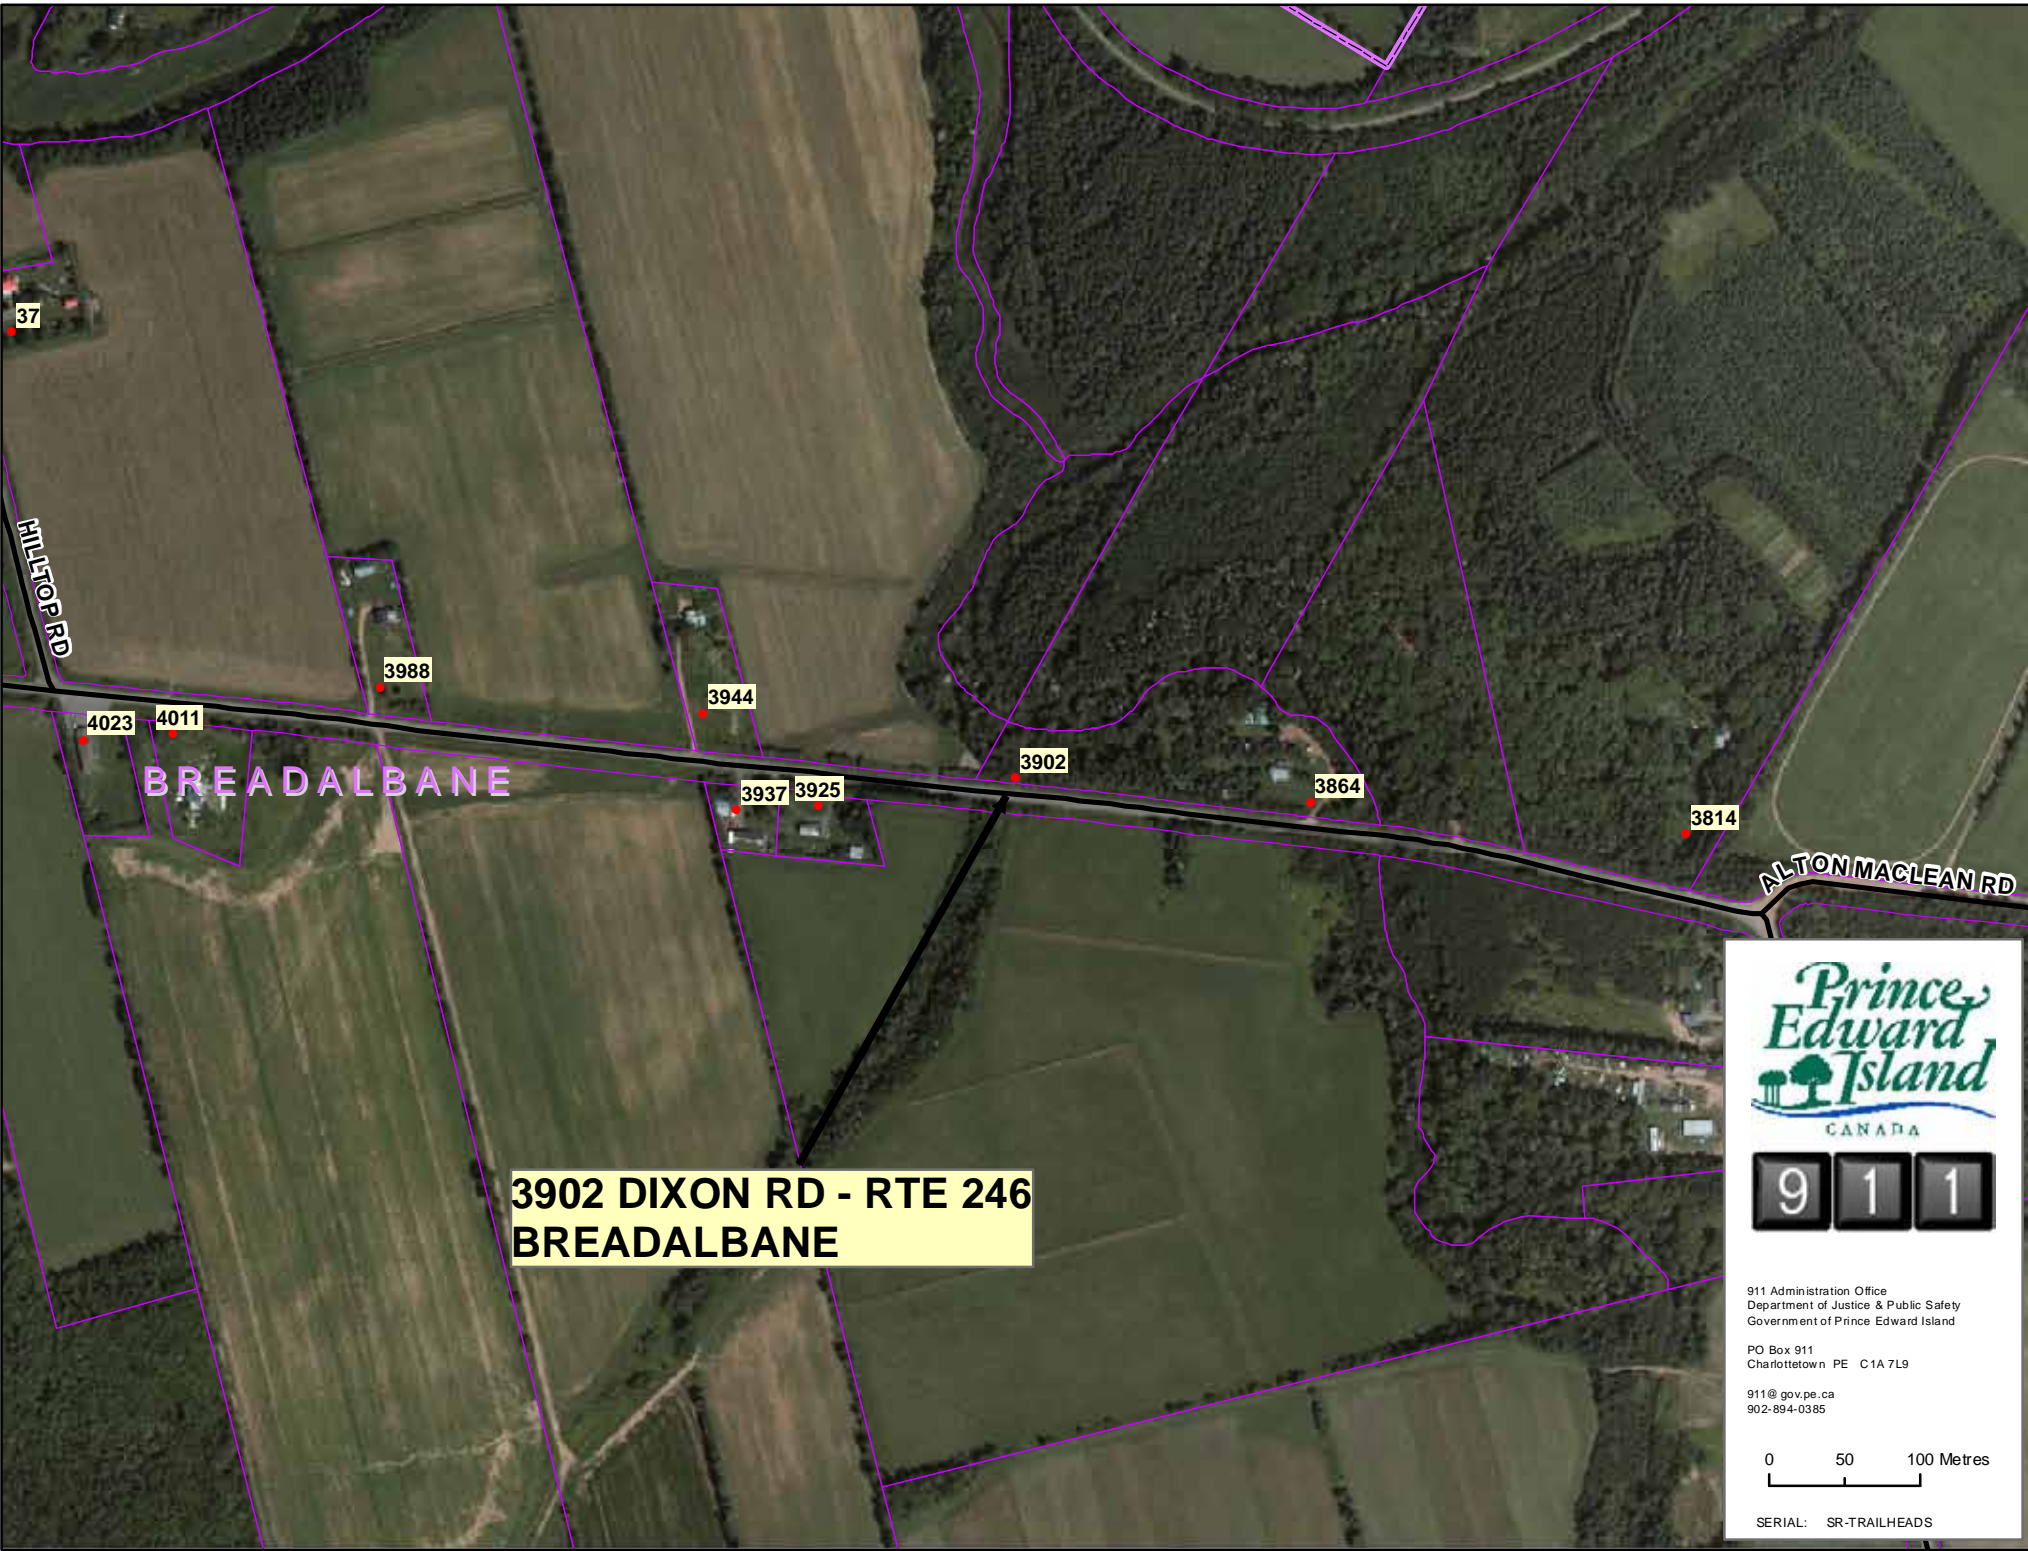 37
HILLTOP RD
3988
3944
4023
4011
BREADALBANE
3902
3937
3925
3864
3814
ALTON MACLEAN RD
3902 DIXON RD - RTE 246
BREADALBANE
Prince
Edward
Island
CANADA
9 1 1
911 Administration Office
Department of Justice & Public Safety
Government of Prince Edward Island
PO Box 911
Charlottetown PE C1A 7L9
911@gov.pe.ca
902-894-0385
0 50 100 Metres
SERIAL: SR-TRAILHEADS